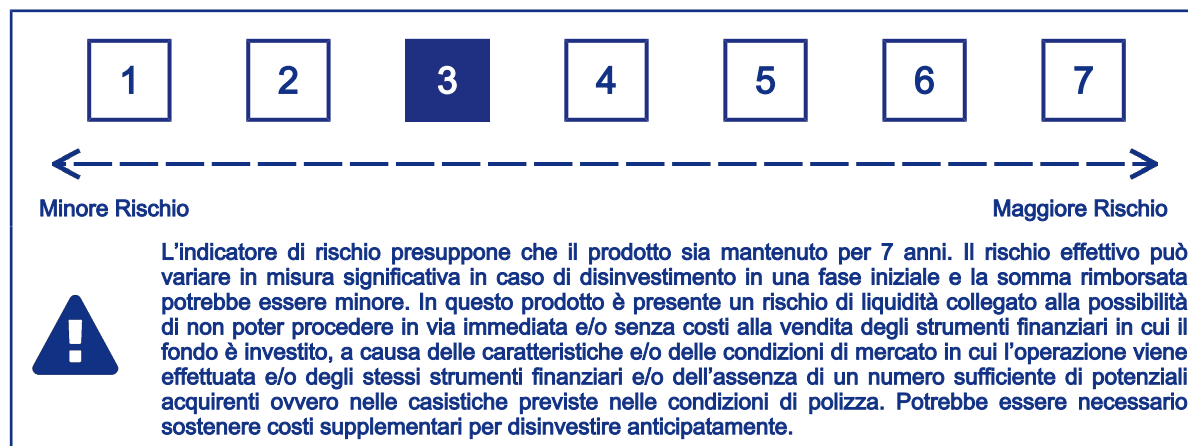 1 2 3 4 5 6 7
Minore Rischio Maggiore Rischio
L'indicatore di rischio presuppone che il prodotto sia mantenuto per 7 anni. Il rischio effettivo può
variare in misura significativa in caso di disinvestimento in una fase iniziale e la somma rimborsata
potrebbe essere minore. In questo prodotto è presente un rischio di liquidità collegato alla possibilità
di non poter procedere in via immediata e/o senza costi alla vendita degli strumenti finanziari in cui il
fondo è investito, a causa delle caratteristiche e/o delle condizioni di mercato in cui l'operazione viene
effettuata e/o degli stessi strumenti finanziari e/o dell'assenza di un numero sufficiente di potenziali
acquirenti ovvero nelle casistiche previste nelle condizioni di polizza. Potrebbe essere necessario
sostenere costi supplementari per disinvestire anticipatamente.